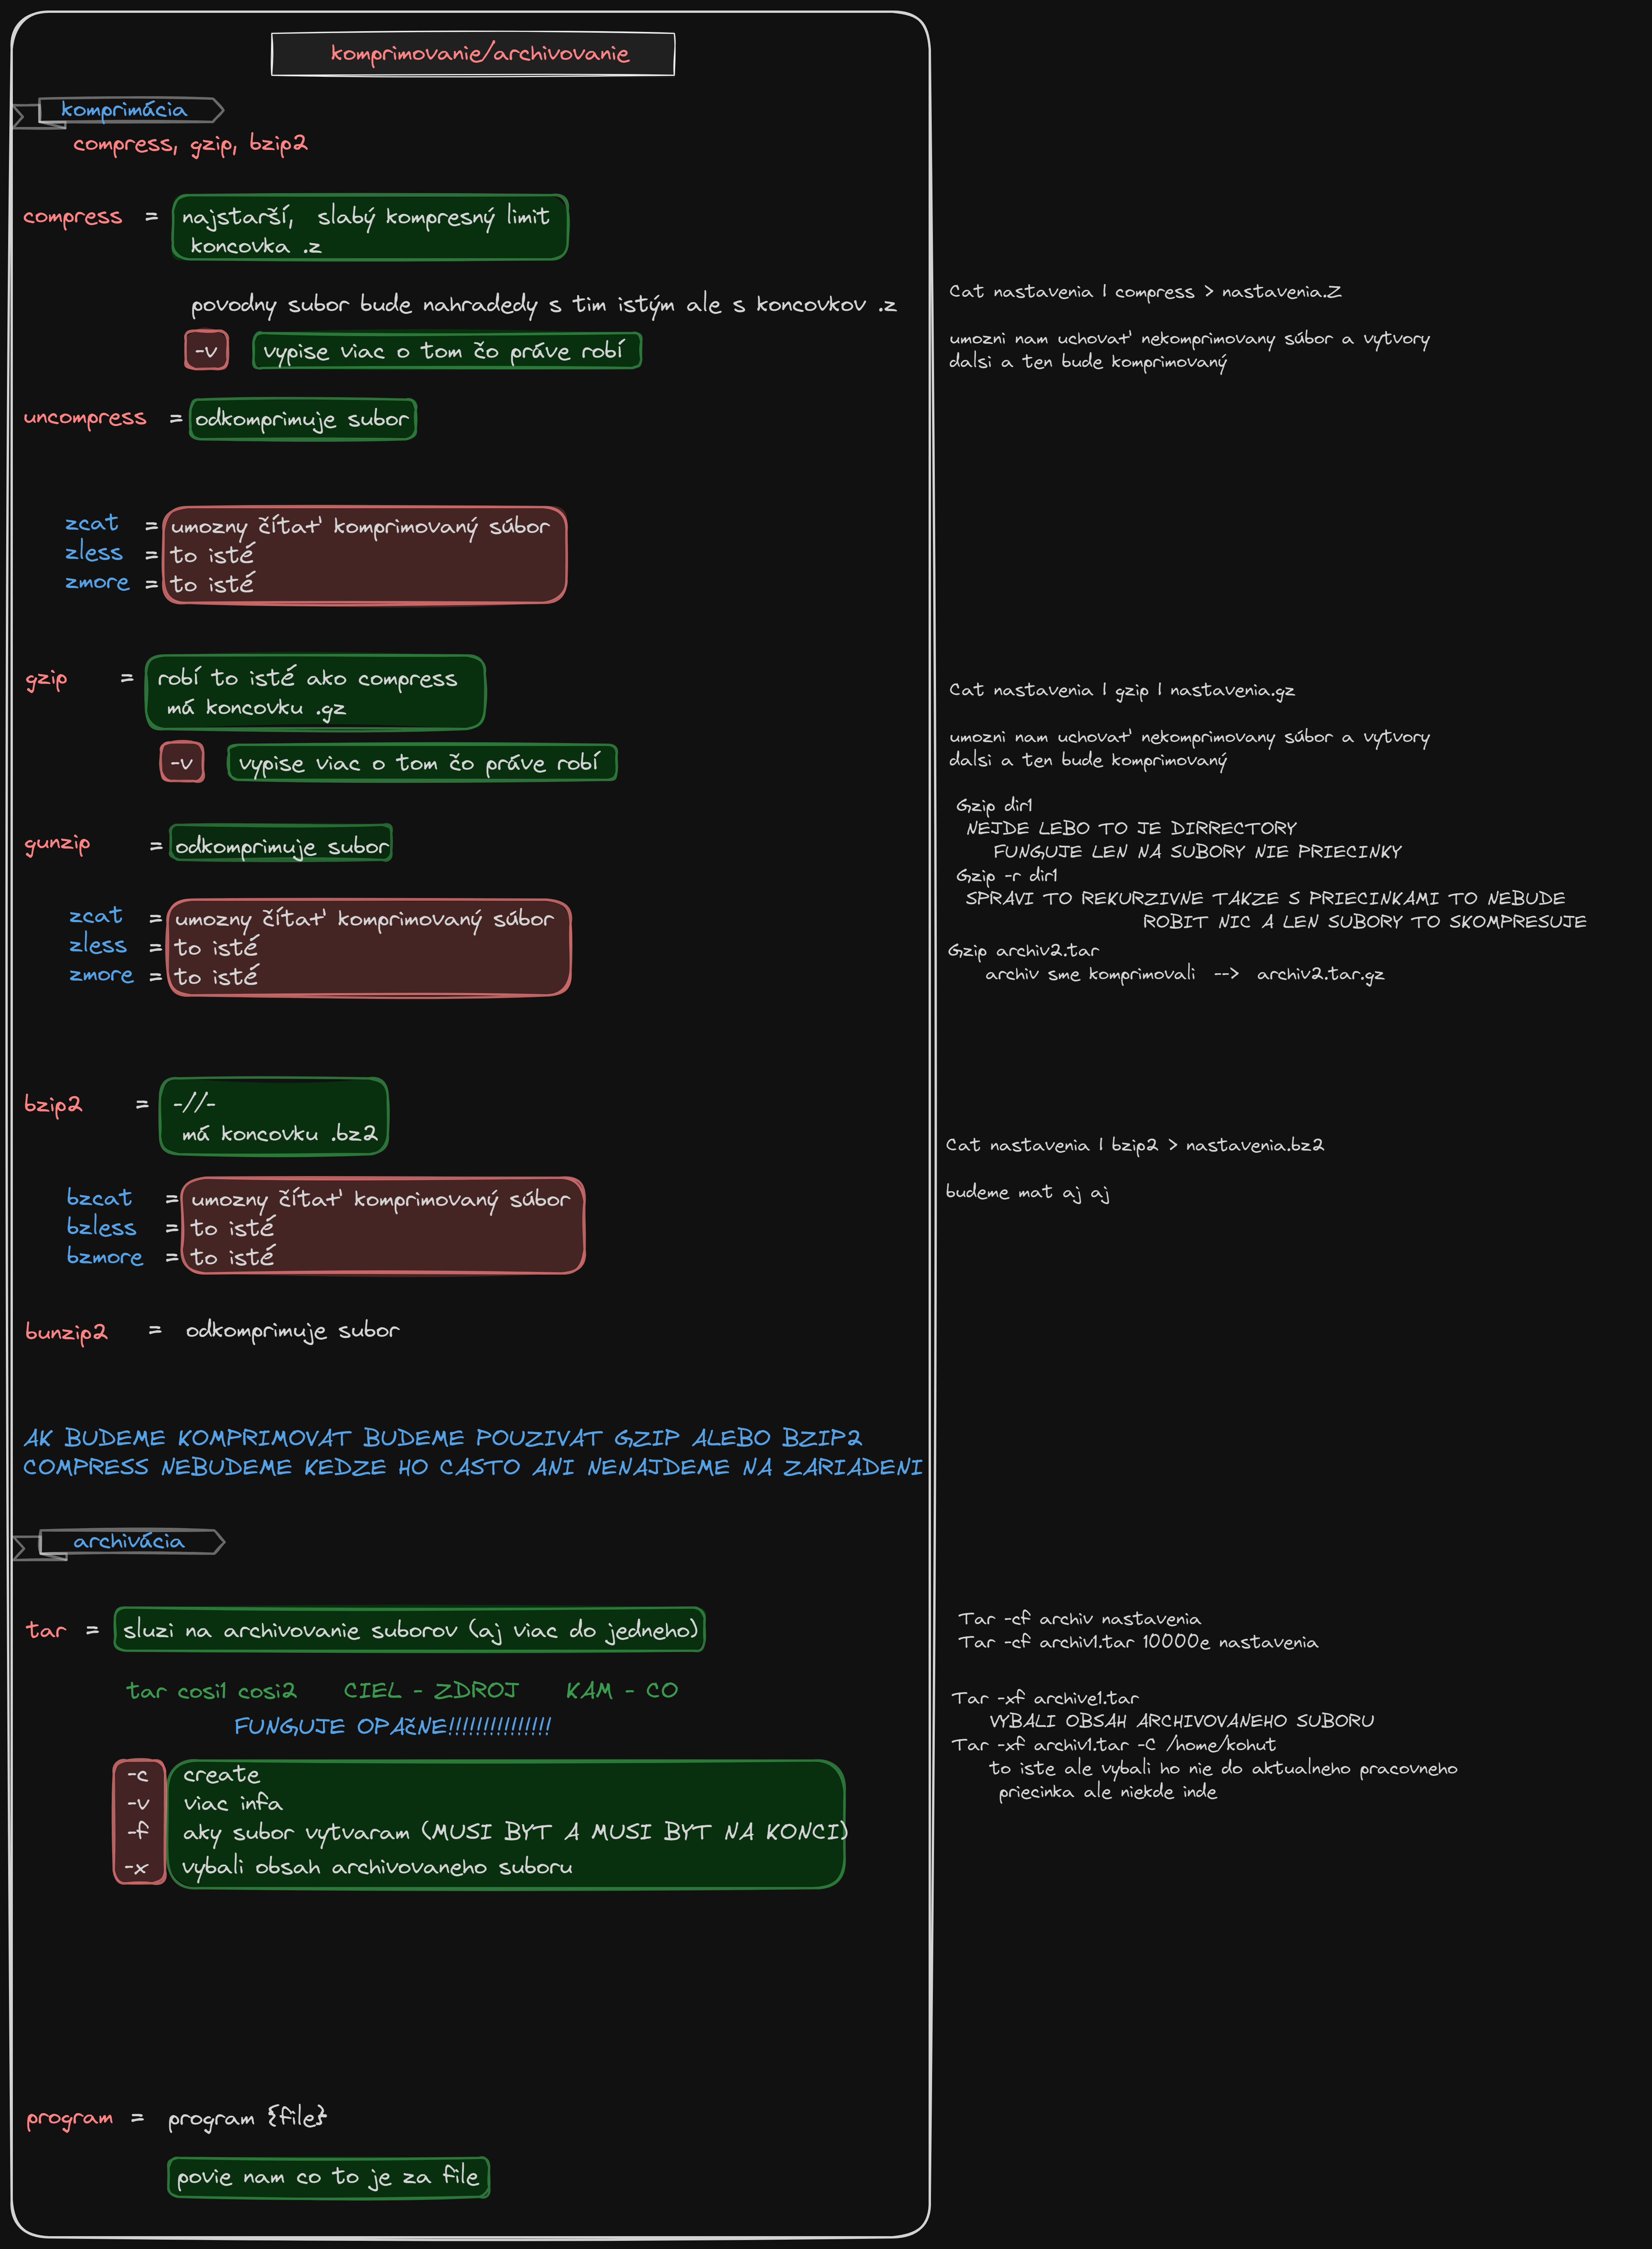 komprimovanie/archivovanie
komprimácia
compress, gzip, bzip2
compress = najstarší, slabý kompresný limit
koncovka .z
povodny subor bude nahradedy s tim istým ale s koncovkov .z
-v vypise viac o tom čo práve robí
Cat nastavenia | compress > nastavenia.Z
umozni nam uchovať nekomprimovany súbor a vytvory
dalsi a ten bude komprimovaný
uncompress = odkomprimuje subor
zcat = umozny čítať komprimovaný súbor
zless = to isté
zmore = to isté
gzip = robí to isté ako compress
má koncovku .gz
-v vypise viac o tom čo práve robí
Cat nastavenia | gzip | nastavenia.gz
umozni nam uchovať nekomprimovany súbor a vytvory
dalsi a ten bude komprimovaný
Gzip dir1
NEJDE LEBO TO JE DIRRECTORY
FUNGUJE LEN NA SUBORY NIE PRIECINKY
Gzip -r dir1
SPRAVI TO REKURZIVNE TAKZE S PRIECINKAMI TO NEBUDE
ROBIT NIC A LEN SUBORY TO SKOMPRESUJE
Gzip archiv2.tar
archiv sme komprimovali --> archiv2.tar.gz
gunzip = odkomprimuje subor
zcat = umozny čítať komprimovaný súbor
zless = to isté
zmore = to isté
bzip2 = -//-
má koncovku .bz2
Cat nastavenia | bzip2 > nastavenia.bz2
budeme mat aj aj
bzcat = umozny čítať komprimovaný súbor
bzless = to isté
bzmore = to isté
bunzip2 = odkomprimuje subor
AK BUDEME KOMPRIMOVAT BUDEME POUZIVAT GZIP ALEBO BZIP2
COMPRESS NEBUDEME KEDZE HO CASTO ANI NENAJDEME NA ZARIADENI
archivácia
tar = sluzi na archivovanie suborov (aj viac do jedneho)
tar cosi1 cosi2 CIEL - ZDROJ KAM - CO
FUNGUJE OPAčNE!!!!!!!!!!!!!!!
-c create
-v viac infa
-f aky subor vytvaram (MUSI BYT A MUSI BYT NA KONCI)
-x vybali obsah archivovaneho suboru
Tar -cf archiv nastavenia
Tar -cf archiv1.tar 10000e nastavenia
Tar -xf archive1.tar
VYBALI OBSAH ARCHIVOVANEHO SUBORU
Tar -xf archiv1.tar -C /home/kohut
to iste ale vybali ho nie do aktualneho pracovneho
priecinka ale niekde inde
program = program {file}
povie nam co to je za file